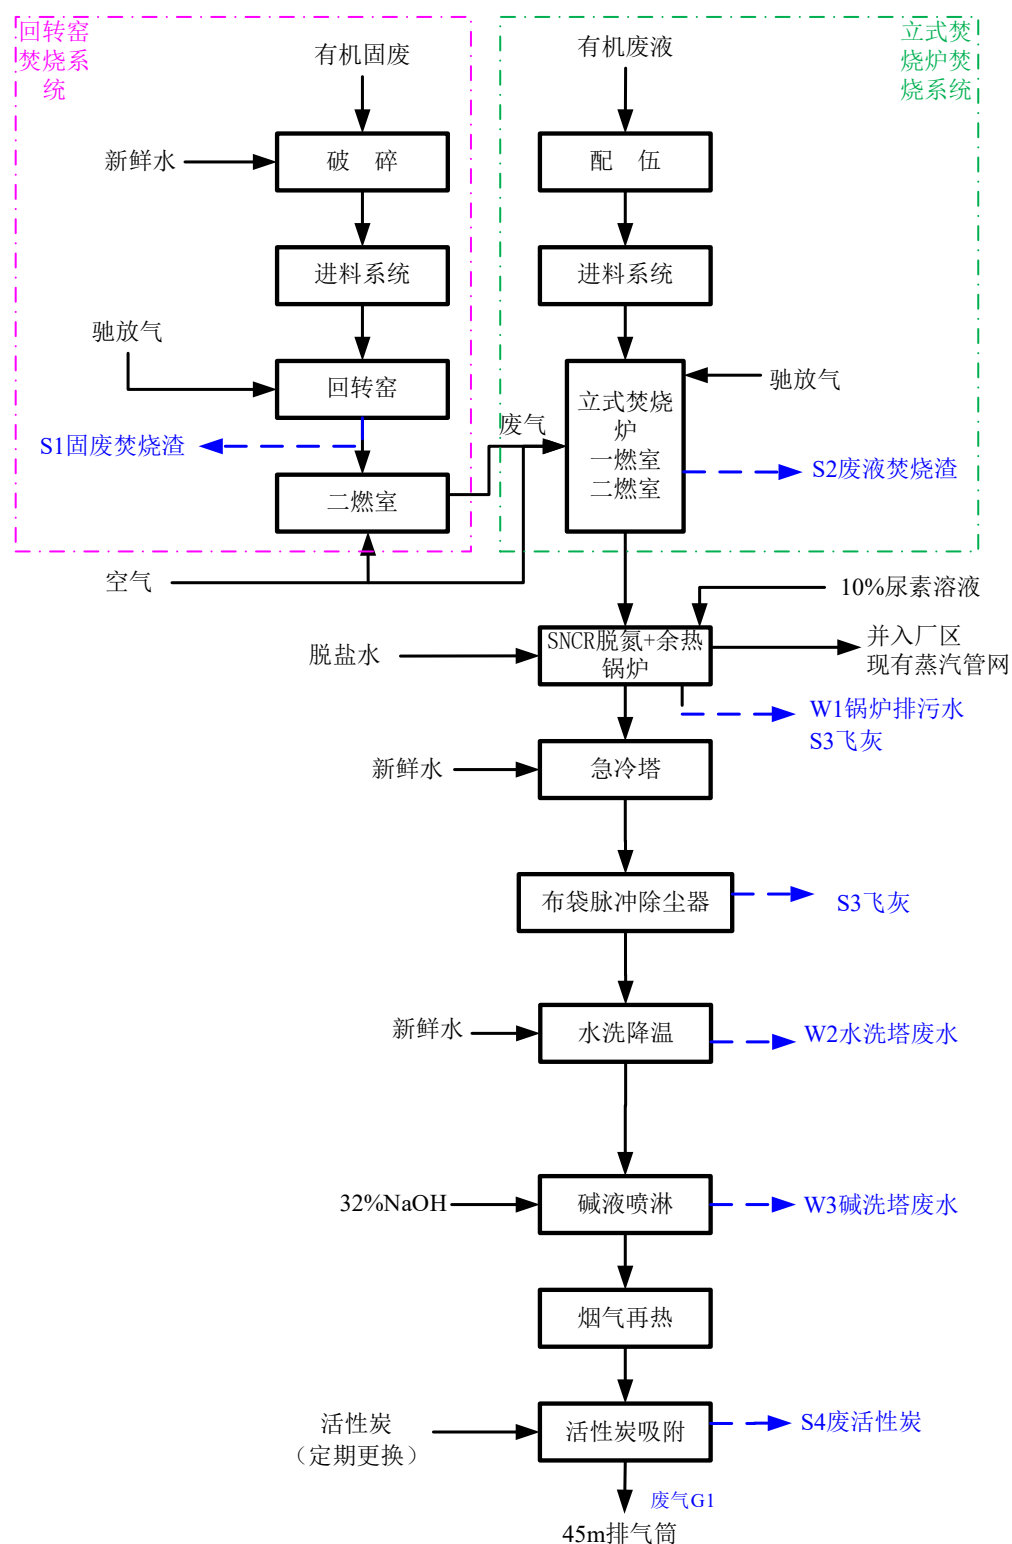 回转窑
焚烧系
统
立式焚
烧炉焚
烧系统
有机固废
有机废液
新鲜水
破 碎
配 伍
进料系统
进料系统
驰放气
回转窑
驰放气
立式焚烧
炉
一燃室
二燃室
废气
S1固废焚烧渣
S2废液焚烧渣
二燃室
空气
10%尿素溶液
SNCR脱氮+余热
锅炉
脱盐水
并入厂区
现有蒸汽管网
W1锅炉排污水
S3飞灰
新鲜水
急冷塔
布袋脉冲除尘器
S3飞灰
新鲜水
水洗降温
W2水洗塔废水
32%NaOH
碱液喷淋
W3碱洗塔废水
烟气再热
活性炭
（定期更换）
活性炭吸附
S4废活性炭
废气G1
45m排气筒